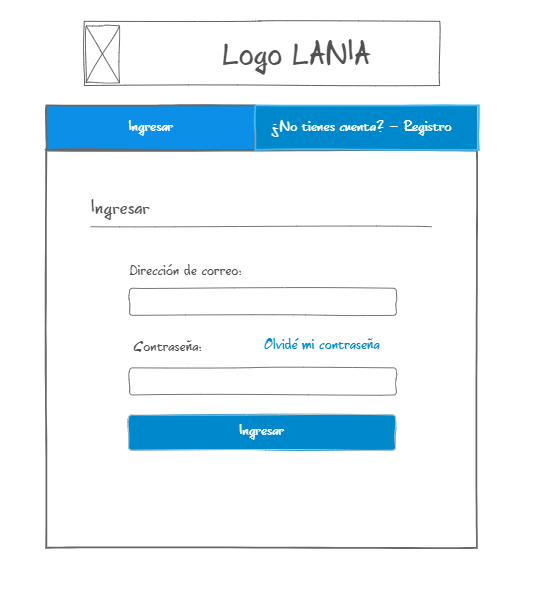 Logo LANIA
Ingresar
¿No tienes cuenta? – Registro
Ingresar
Dirección de correo:
Contraseña:
Olvidé mi contraseña
Ingresar